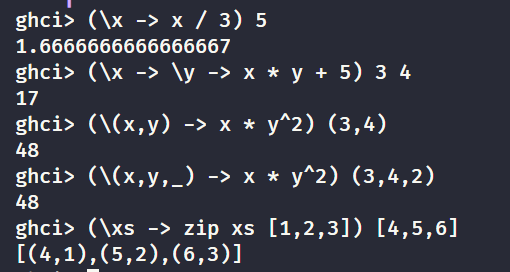 ghci> (\x -> x / 3) 5
1.6666666666666667
ghci> (\x -> \y -> x * y + 5) 3 4
17
ghci> (\(x,y) -> x * y^2) (3,4)
48
ghci> (\(x,y,_) -> x * y^2) (3,4,2)
48
ghci> (\xs -> zip xs [1,2,3]) [4,5,6]
[(4,1),(5,2),(6,3)]